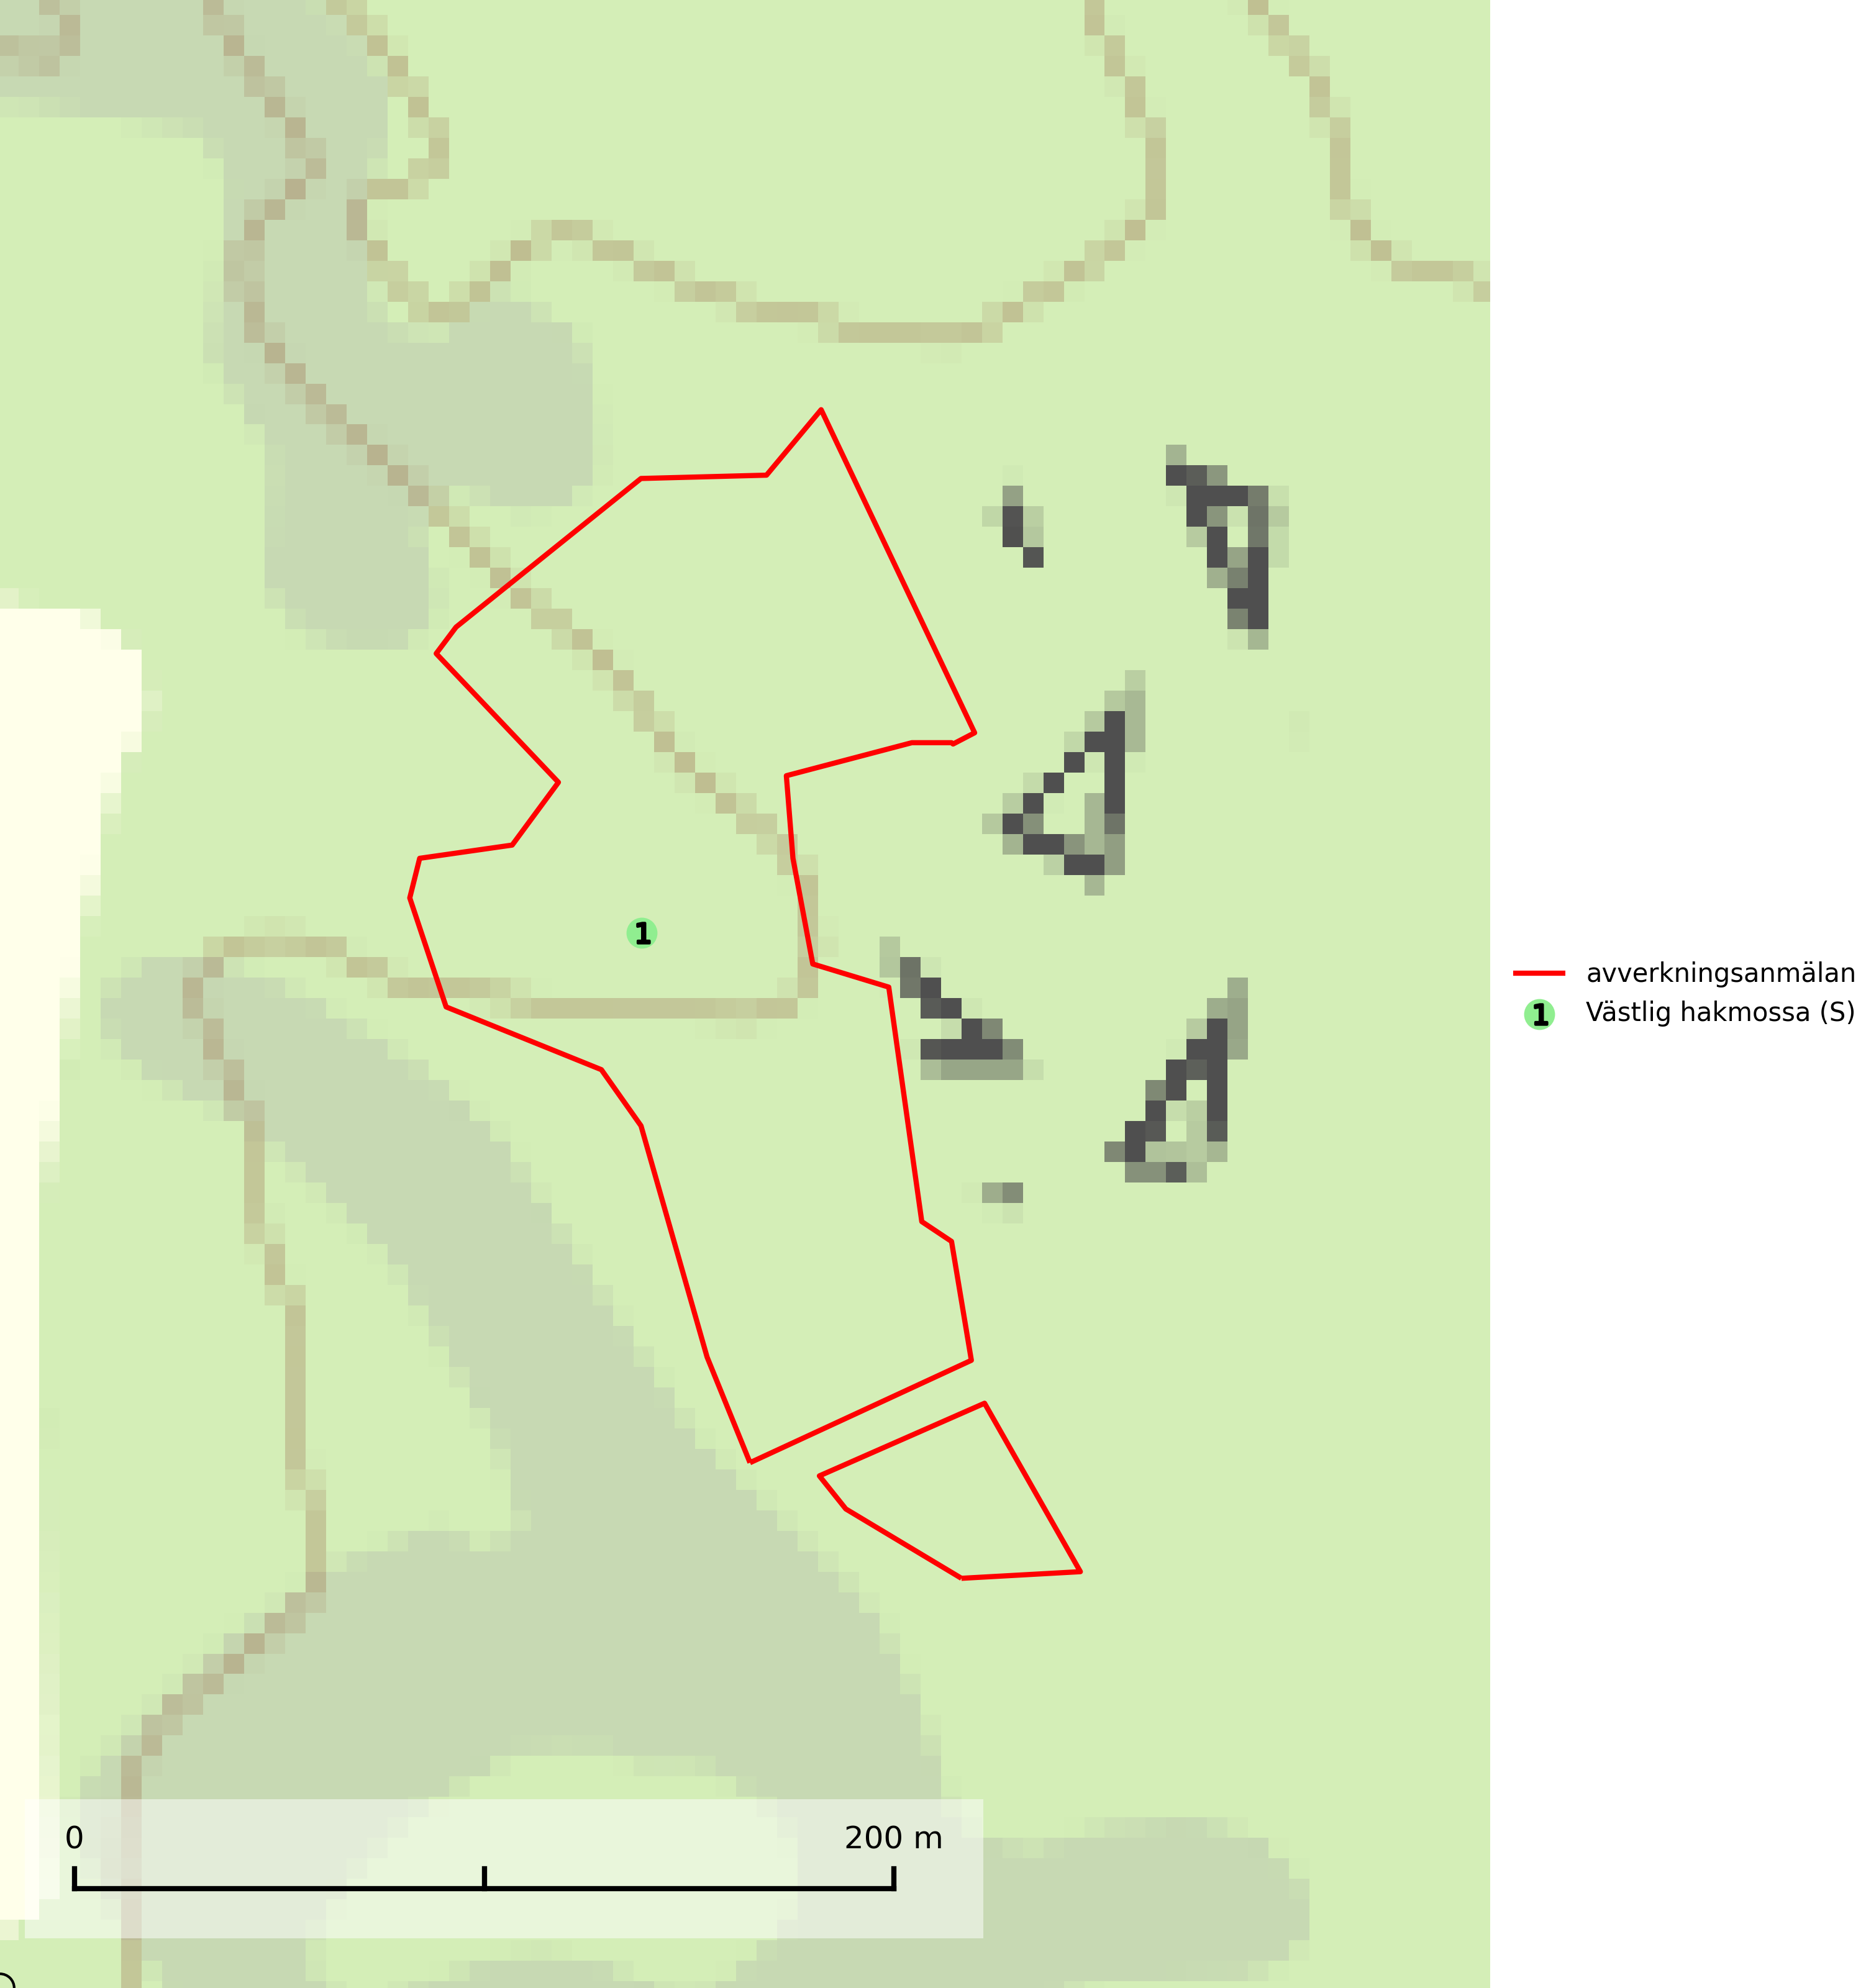 1
avverkningsanmälan
1 Västlig hakmossa (S)
0 200 m